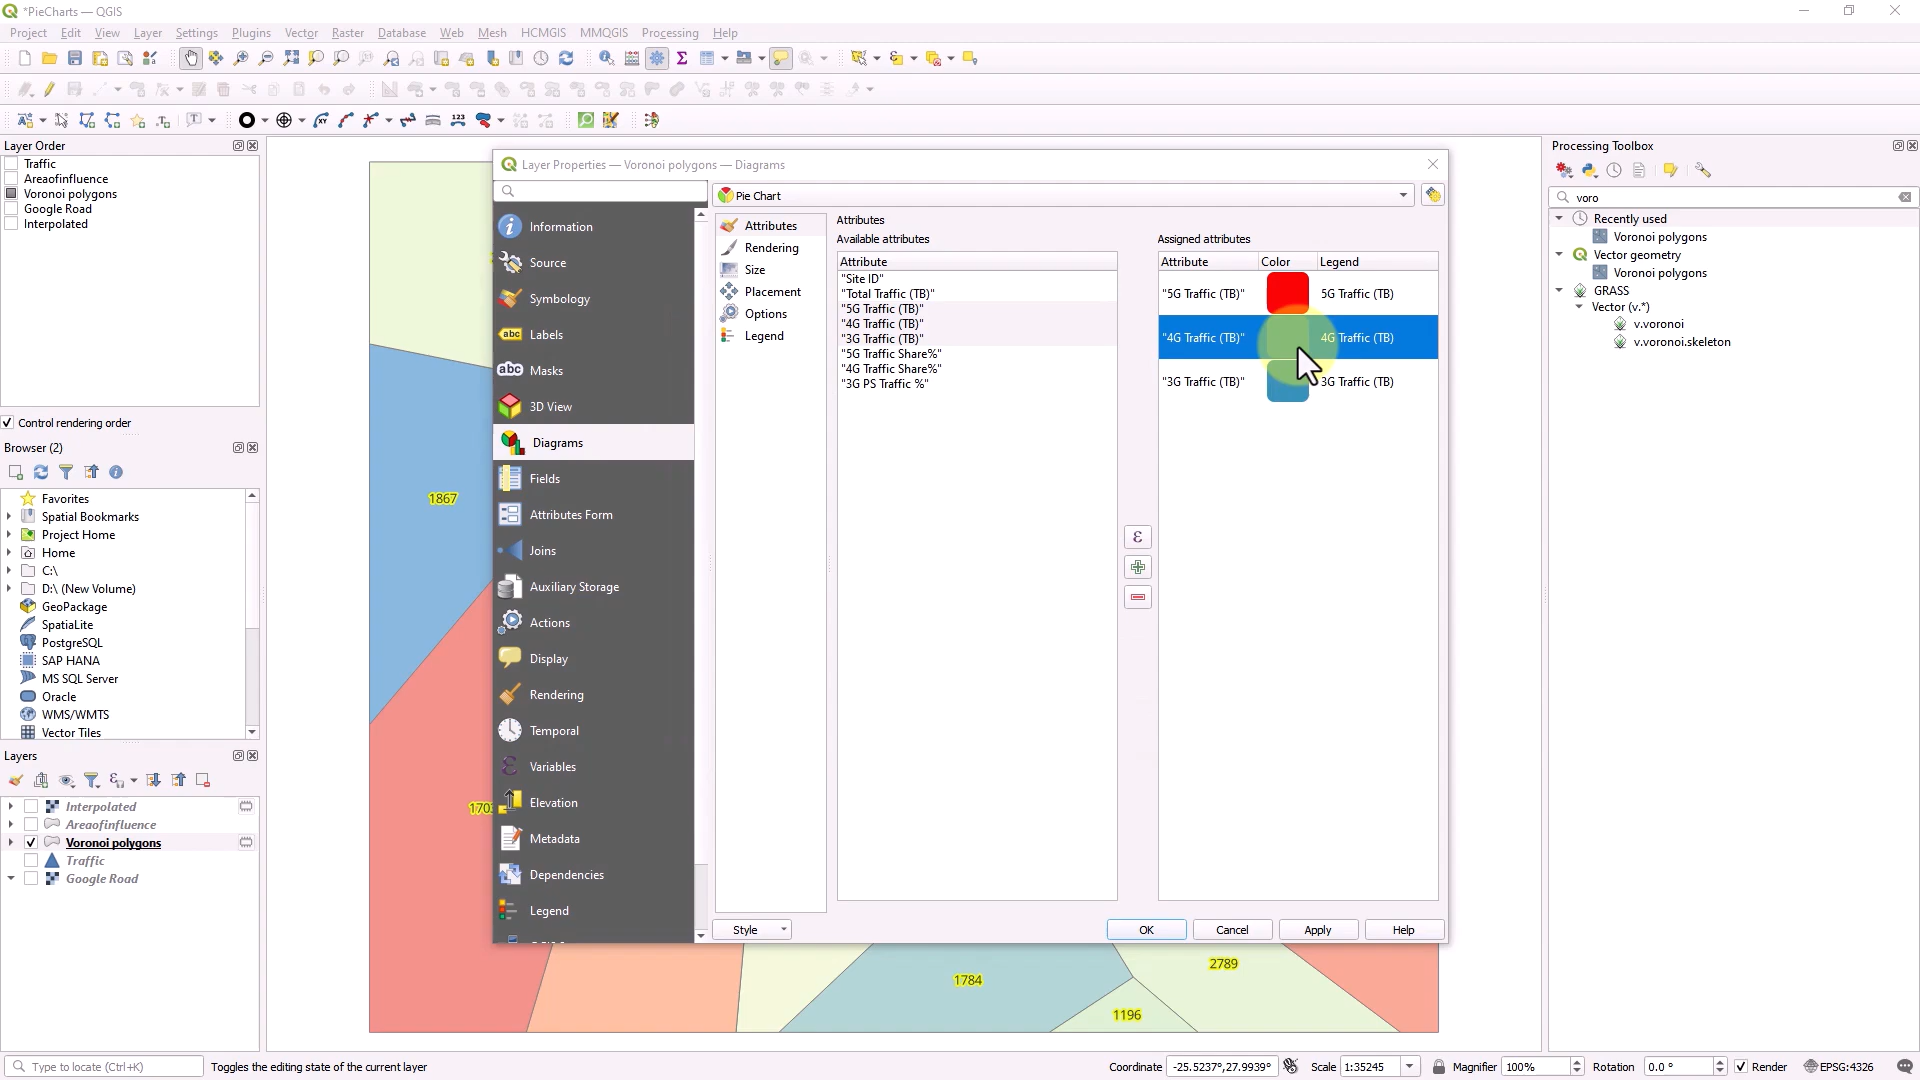 *PieCharts — QGIS
Project Edit View Layer Settings Plugins Vector Raster Database Web Mesh HCMGIS MMQGIS Processing Help
Layer Order
Traffic
Areaofinfluence
Voronoi polygons
Google Road
Interpolated
Control rendering order
Browser (2)
Favorites
Spatial Bookmarks
Project Home
Home
C:\
D:\ (New Volume)
GeoPackage
SpatiaLite
PostgreSQL
SAP HANA
MS SQL Server
Oracle
WMS/WMTS
Vector Tiles
Layers
Interpolated
Areaofinfluence
Voronoi polygons
Traffic
Google Road
1867
1784
2789
1196
Layer Properties — Voronoi polygons — Diagrams
Information
Source
Symbology
Labels
Masks
3D View
Diagrams
Fields
Attributes Form
Joins
Auxiliary Storage
Actions
Display
Rendering
Temporal
Variables
Elevation
Metadata
Dependencies
Legend
Pie Chart
Attributes
Rendering
Size
Placement
Options
Legend
Attributes
Available attributes
Attribute
"Site ID"
"Total Traffic (TB)"
"5G Traffic (TB)"
"4G Traffic (TB)"
"3G Traffic (TB)"
"5G Traffic Share%"
"4G Traffic Share%"
"3G PS Traffic %"
Assigned attributes
Attribute Color Legend
"5G Traffic (TB)" 5G Traffic (TB)
"4G Traffic (TB)" 4G Traffic (TB)
"3G Traffic (TB)" 3G Traffic (TB)
Style OK Cancel Apply Help
Processing Toolbox
voro
Recently used
Voronoi polygons
Vector geometry
Voronoi polygons
GRASS
Vector (v.*)
v.voronoi
v.voronoi.skeleton
Type to locate (Ctrl+K) Toggles the editing state of the current layer Coordinate -25.5237°,27.9939° Scale 1:35245 Magnifier 100% Rotation 0.0 ° Render EPSG:4326